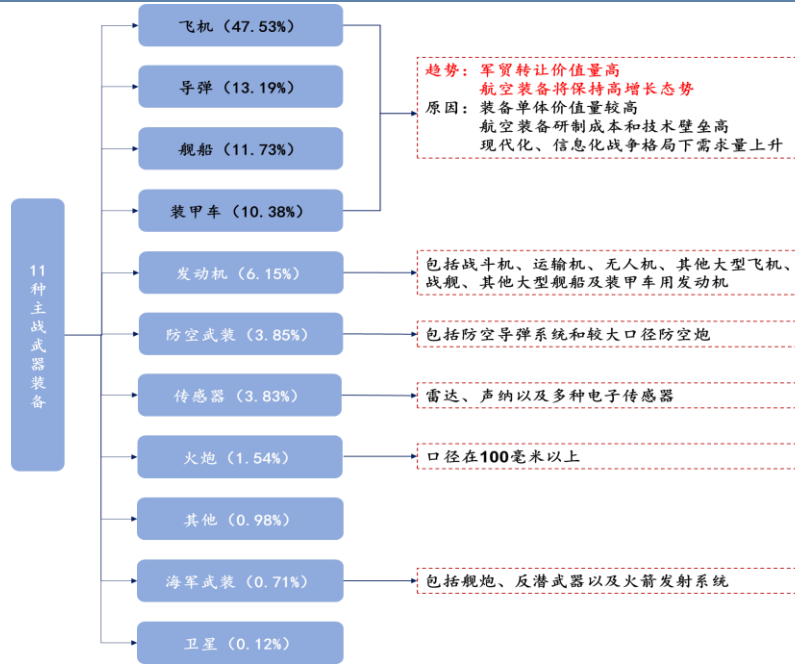 11种主战武器装备
飞机（47.53%）
导弹（13.19%）
舰船（11.73%）
装甲车（10.38%）
趋势：军贸转让价值量高
航空装备将保持高增长态势
原因：装备单体价值量较高
航空装备研制成本和技术壁垒高
现代化、信息化战争格局下需求量上升
发动机（6.15%）
包括战斗机、运输机、无人机、其他大型飞机、
战舰、其他大型舰船及装甲车用发动机
防空武装（3.85%）
包括防空导弹系统和较大口径防空炮
传感器（3.83%）
雷达、声纳以及多种电子传感器
火炮（1.54%）
口径在100毫米以上
其他（0.98%）
海军武装（0.71%）
包括舰炮、反潜武器以及火箭发射系统
卫星（0.12%）